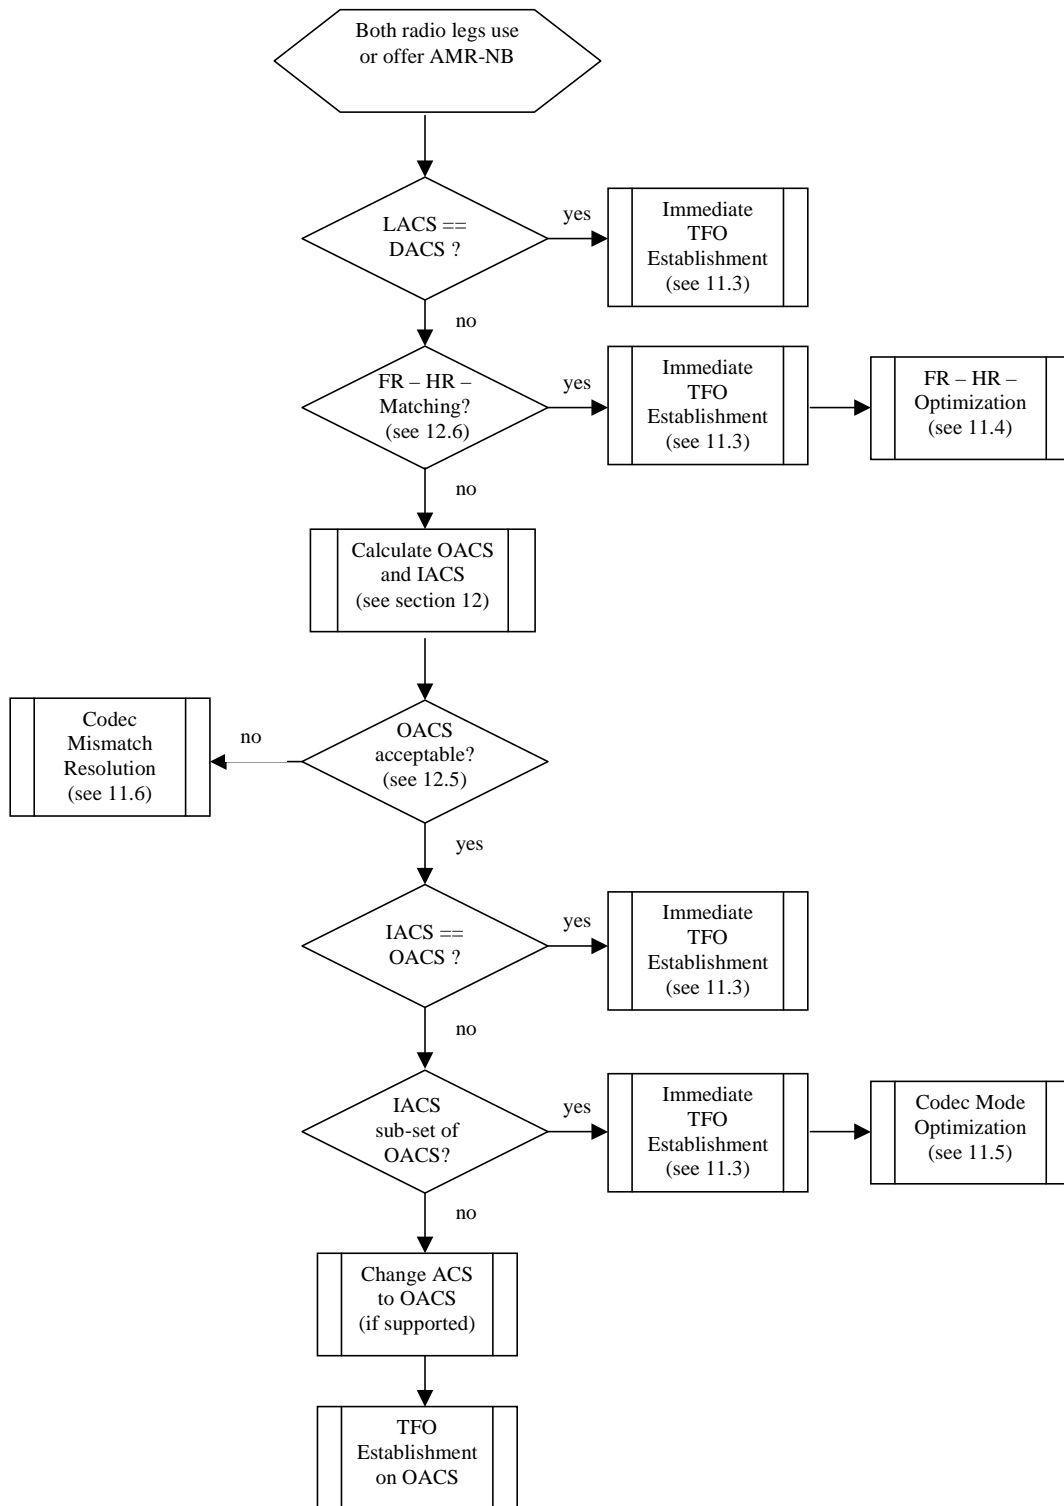 Both radio legs use
or offer AMR-NB
LACS ==
DACS ?
yes
Immediate
TFO
Establishment
(see 11.3)
no
FR – HR –
Matching?
(see 12.6)
yes
Immediate
TFO
Establishment
(see 11.3)
FR – HR –
Optimization
(see 11.4)
no
Calculate OACS
and IACS
(see section 12)
OACS
acceptable?
(see 12.5)
no
Codec
Mismatch
Resolution
(see 11.6)
yes
IACS ==
OACS ?
yes
Immediate
TFO
Establishment
(see 11.3)
no
IACS
sub-set of
OACS?
yes
Immediate
TFO
Establishment
(see 11.3)
Codec Mode
Optimization
(see 11.5)
no
Change ACS
to OACS
(if supported)
TFO
Establishment
on OACS